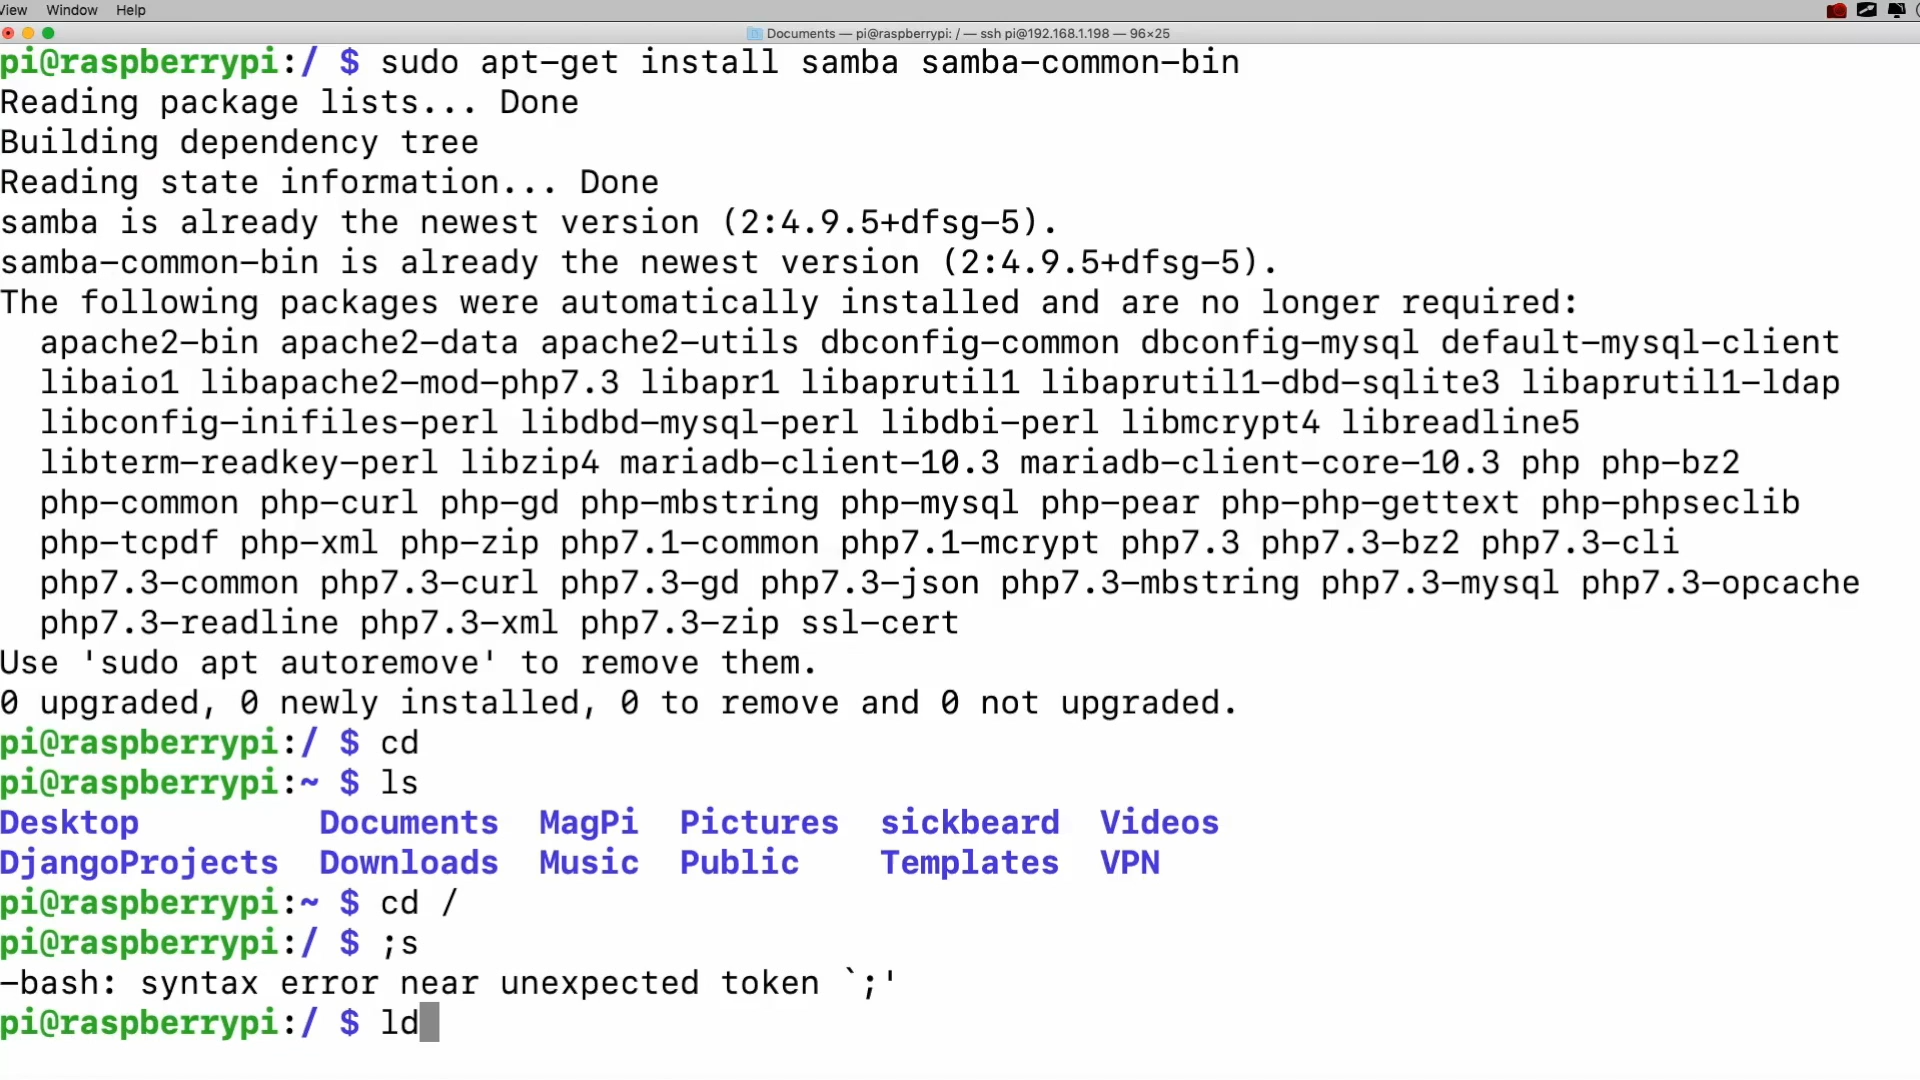 View Window Help
Documents — pi@raspberrypi: / — ssh pi@192.168.1.198 — 96×25
pi@raspberrypi:/ $ sudo apt-get install samba samba-common-bin
Reading package lists... Done
Building dependency tree
Reading state information... Done
samba is already the newest version (2:4.9.5+dfsg-5).
samba-common-bin is already the newest version (2:4.9.5+dfsg-5).
The following packages were automatically installed and are no longer required:
  apache2-bin apache2-data apache2-utils dbconfig-common dbconfig-mysql default-mysql-client
  libaio1 libapache2-mod-php7.3 libapr1 libaprutil1 libaprutil1-dbd-sqlite3 libaprutil1-ldap
  libconfig-inifiles-perl libdbd-mysql-perl libdbi-perl libmcrypt4 libreadline5
  libterm-readkey-perl libzip4 mariadb-client-10.3 mariadb-client-core-10.3 php php-bz2
  php-common php-curl php-gd php-mbstring php-mysql php-pear php-php-gettext php-phpseclib
  php-tcpdf php-xml php-zip php7.1-common php7.1-mcrypt php7.3 php7.3-bz2 php7.3-cli
  php7.3-common php7.3-curl php7.3-gd php7.3-json php7.3-mbstring php7.3-mysql php7.3-opcache
  php7.3-readline php7.3-xml php7.3-zip ssl-cert
Use 'sudo apt autoremove' to remove them.
0 upgraded, 0 newly installed, 0 to remove and 0 not upgraded.
pi@raspberrypi:/ $ cd
pi@raspberrypi:~ $ ls
Desktop         Documents  MagPi  Pictures  sickbeard  Videos
DjangoProjects  Downloads  Music  Public    Templates  VPN
pi@raspberrypi:~ $ cd /
pi@raspberrypi:/ $ ;s
-bash: syntax error near unexpected token `;'
pi@raspberrypi:/ $ ld